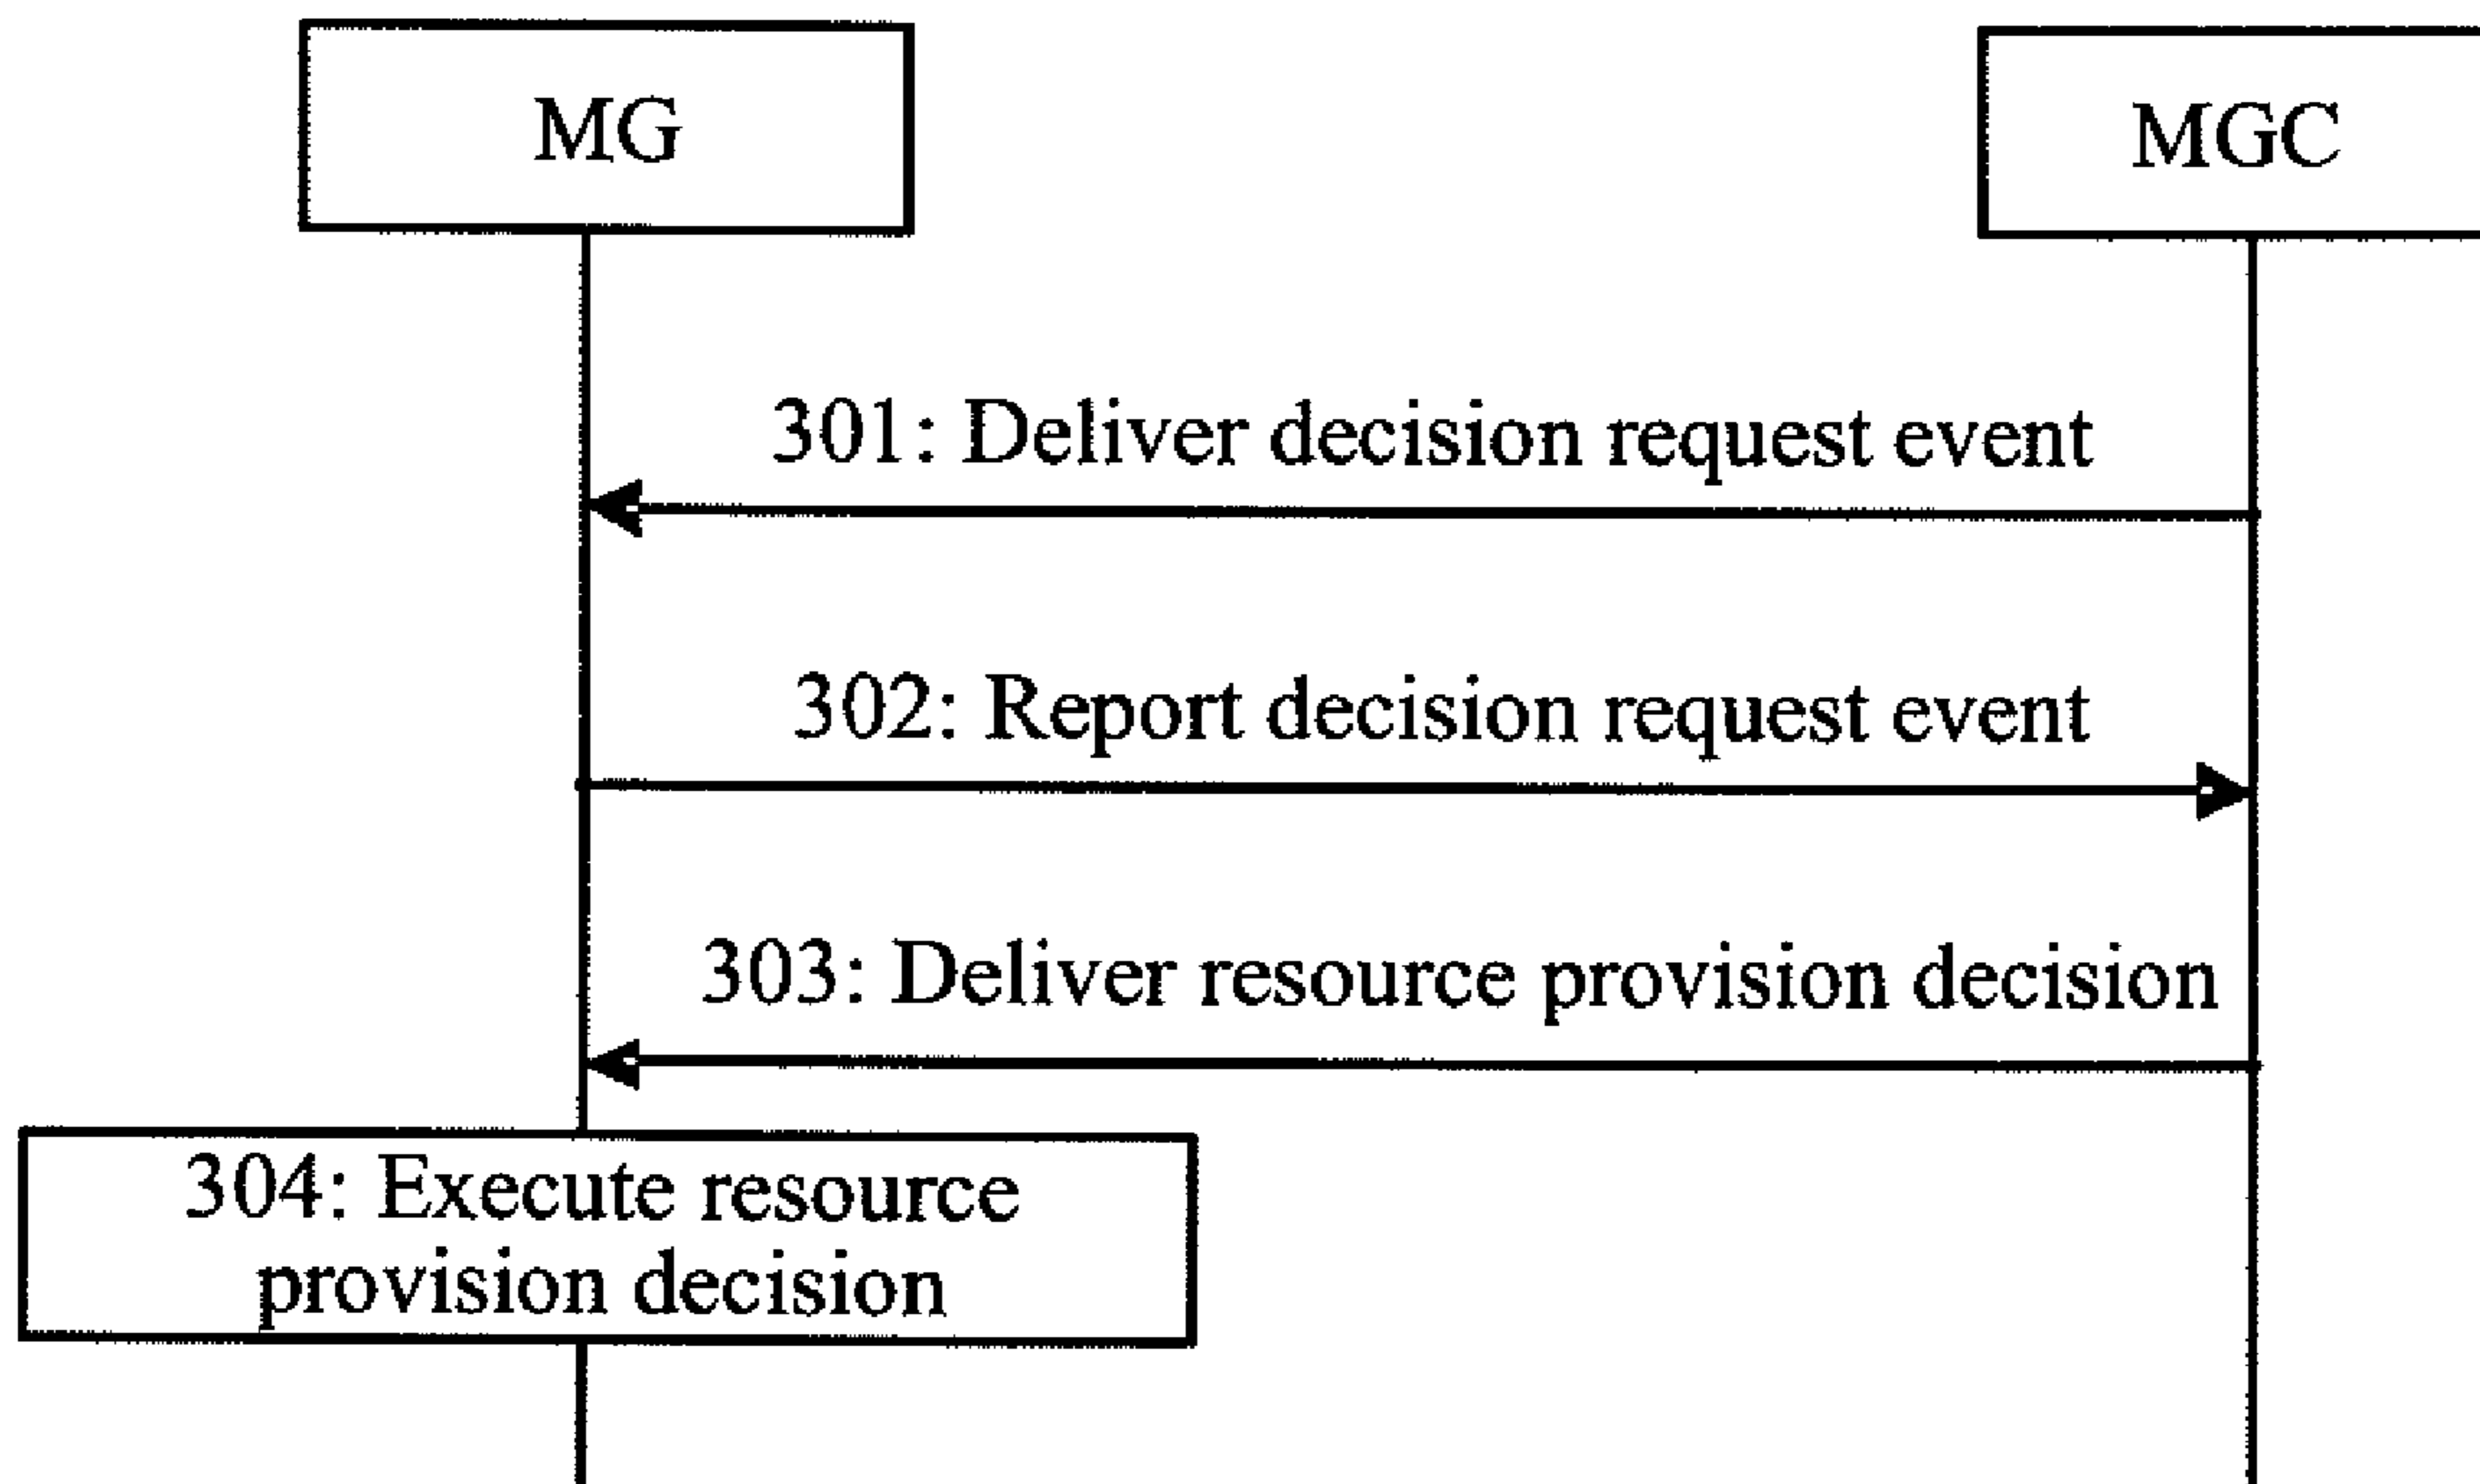 MG
MGC
301: Deliver decision request event
302: Report decision request event
303: Deliver resource provision decision
304: Execute resource
provision decision